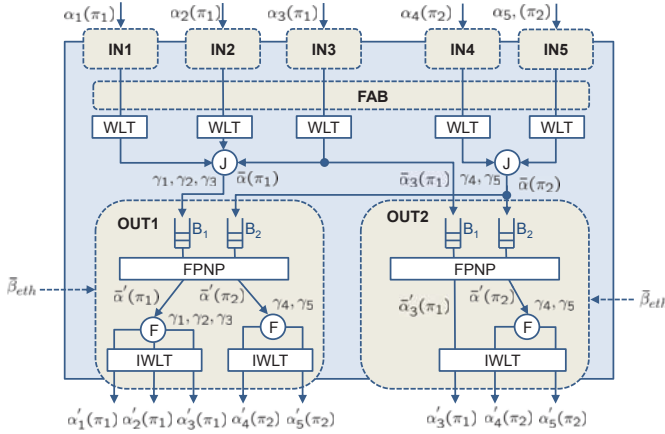 α₁(π₁) α₂(π₁) α₃(π₁) α₄(π₂) α₅, (π₂)
IN1 IN2 IN3 IN4 IN5
FAB
WLT WLT WLT WLT WLT
J J
γ₁, γ₂, γ₃ ᾱ(π₁) ᾱ₃(π₁) γ₄, γ₅ ᾱ(π₂)
OUT1 OUT2
B₁ B₂ B₁ B₂
FPNP FPNP
β̄ₑₜₕ ᾱ′(π₁) ᾱ′(π₂) γ₄, γ₅ ᾱ′₃(π₁) ᾱ′(π₂) γ₄, γ₅ β̄ₑₜₕ
F γ₁, γ₂, γ₃ F F
IWLT IWLT IWLT
α′₁(π₁) α′₂(π₁) α′₃(π₁) α′₄(π₂) α′₅(π₂) α′₃(π₁) α′₄(π₂) α′₅(π₂)